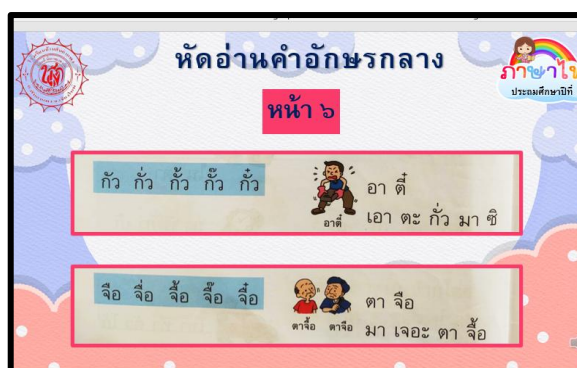 หัดอ่านคำอักษรกลาง
ภาษาไท
ประถมศึกษาปีที่
หน้า ๖
กัว กั่ว กั้ว กั๊ว กั๋ว
อาตี๋
อา ตี๋
เอา ตะ กั่ว มา ซิ
จือ จื่อ จื้อ จื๊อ จื๋อ
ตาจื้อ ตาจือ
ตา จือ
มา เจอะ ตา จื้อ